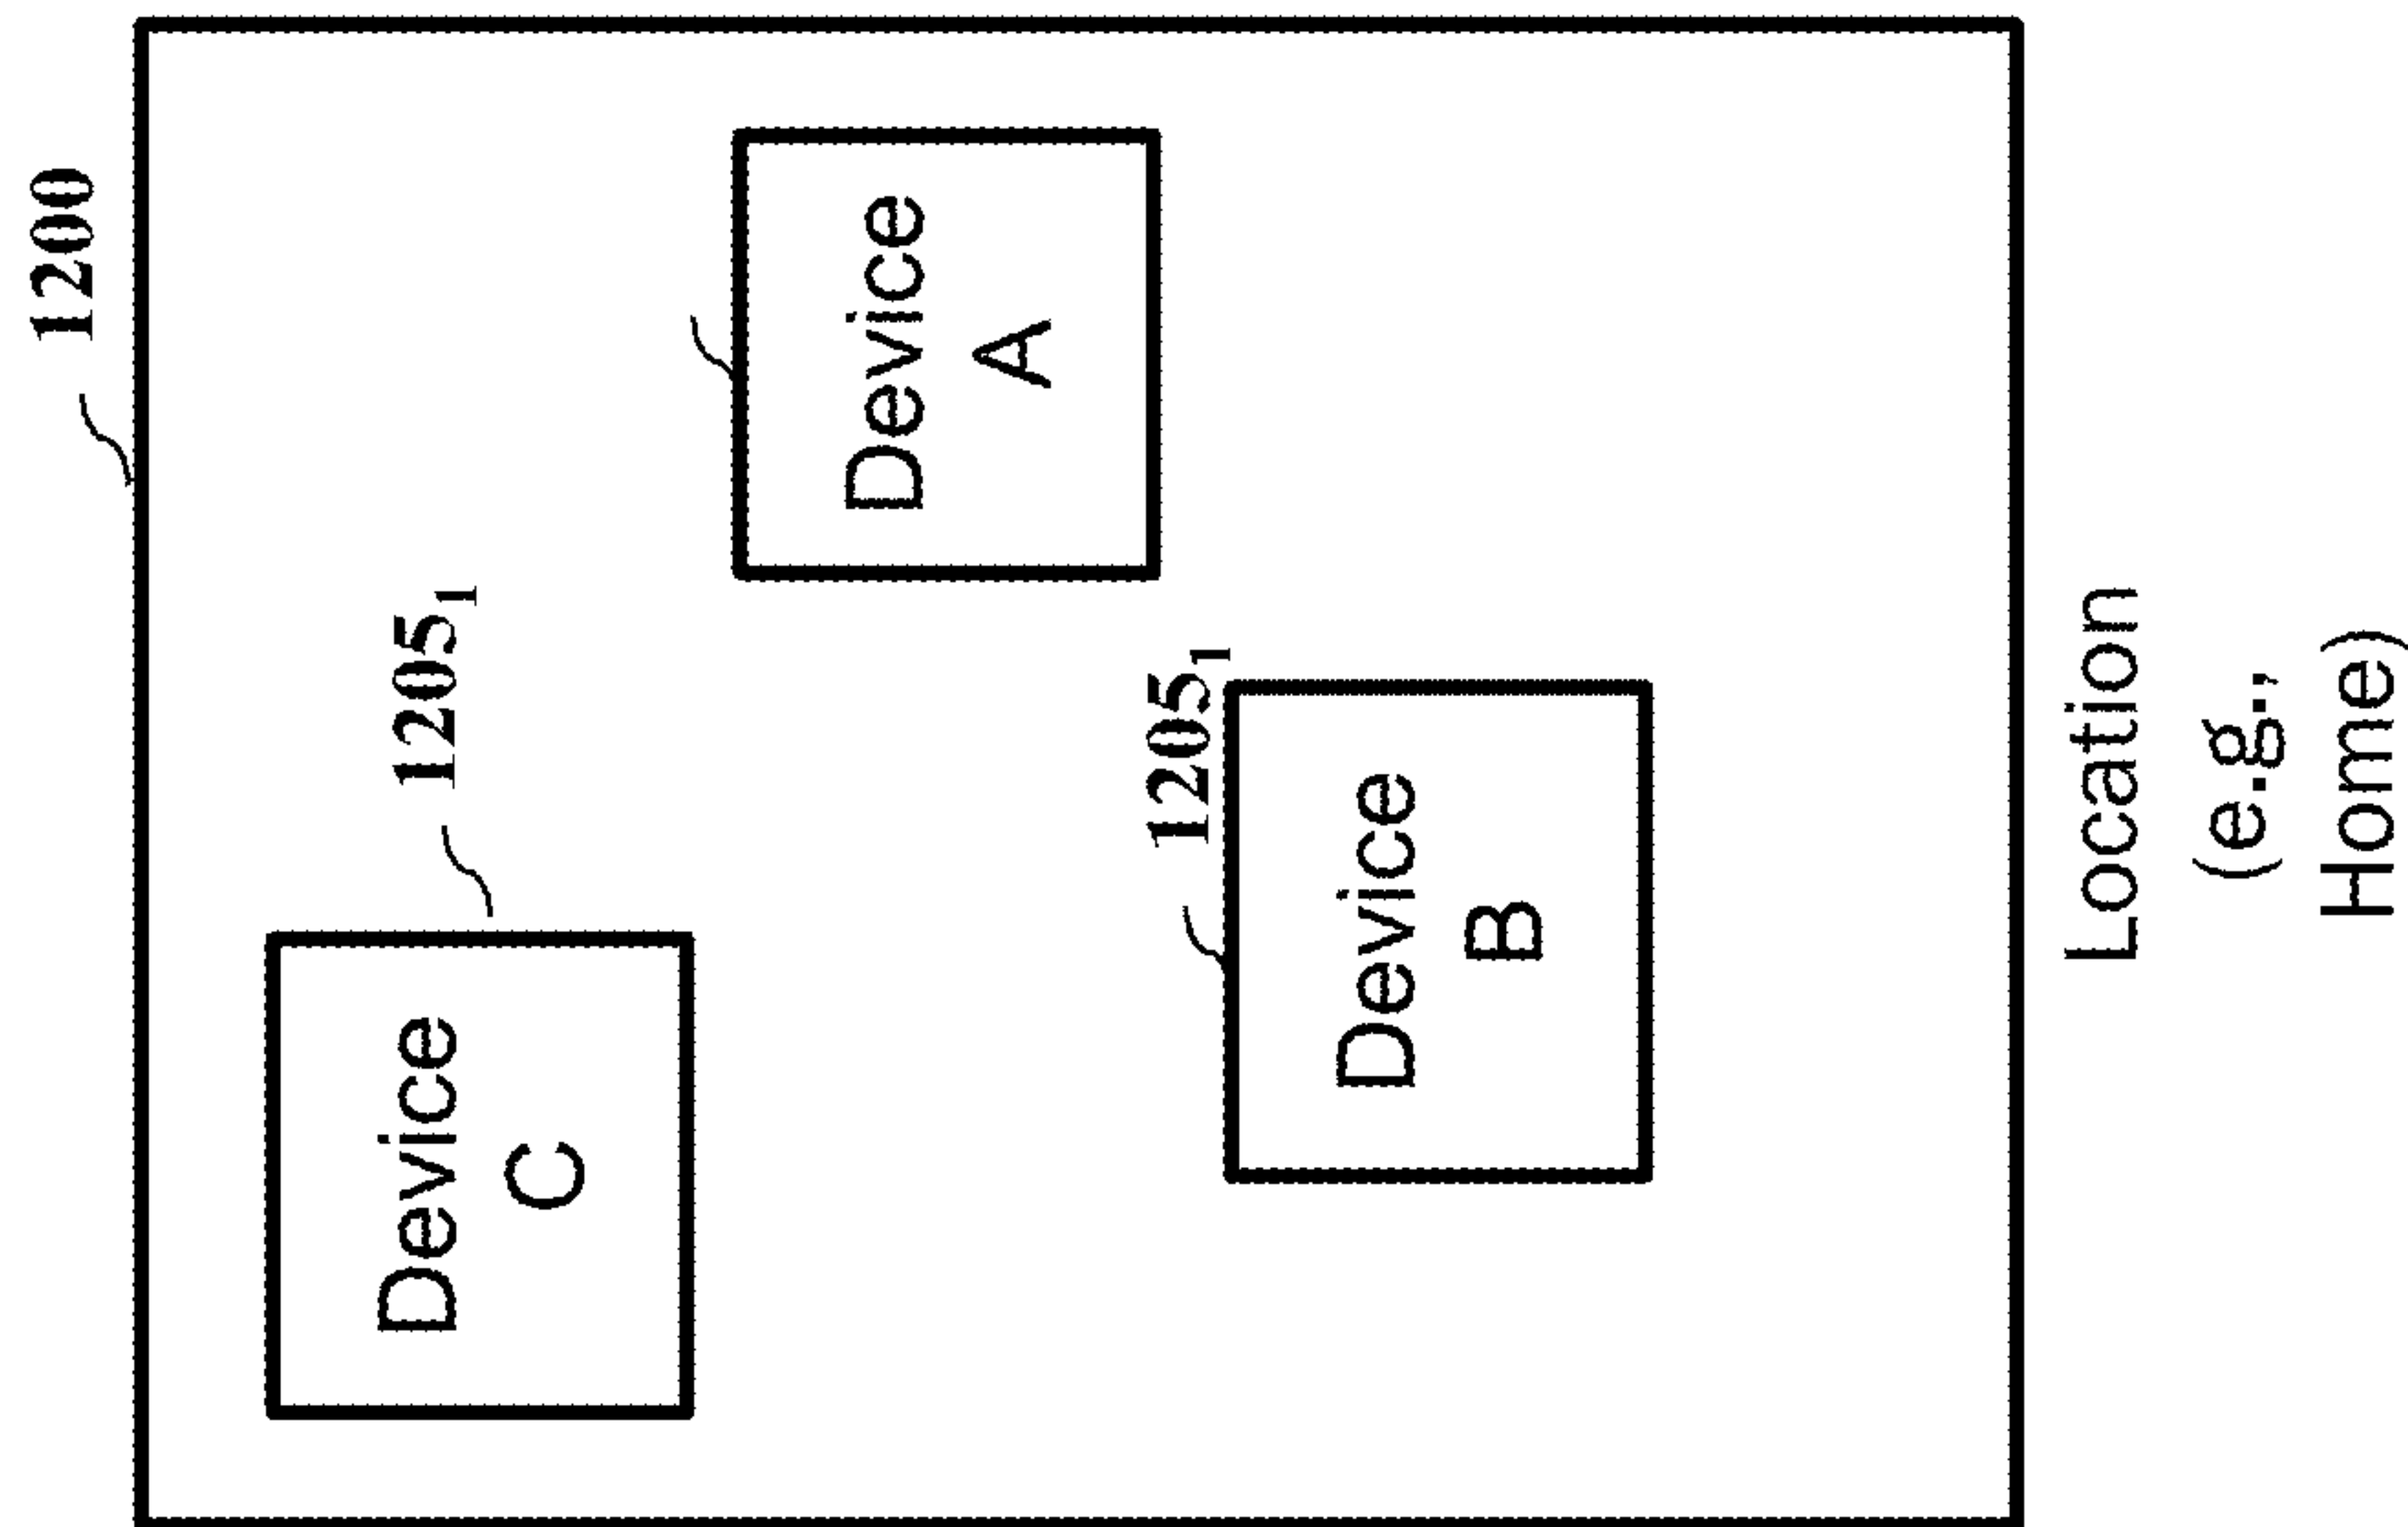 1200
Device
C
1205₁
Device
B
1205₁
Device
A
Location
(e.g.,
Home)